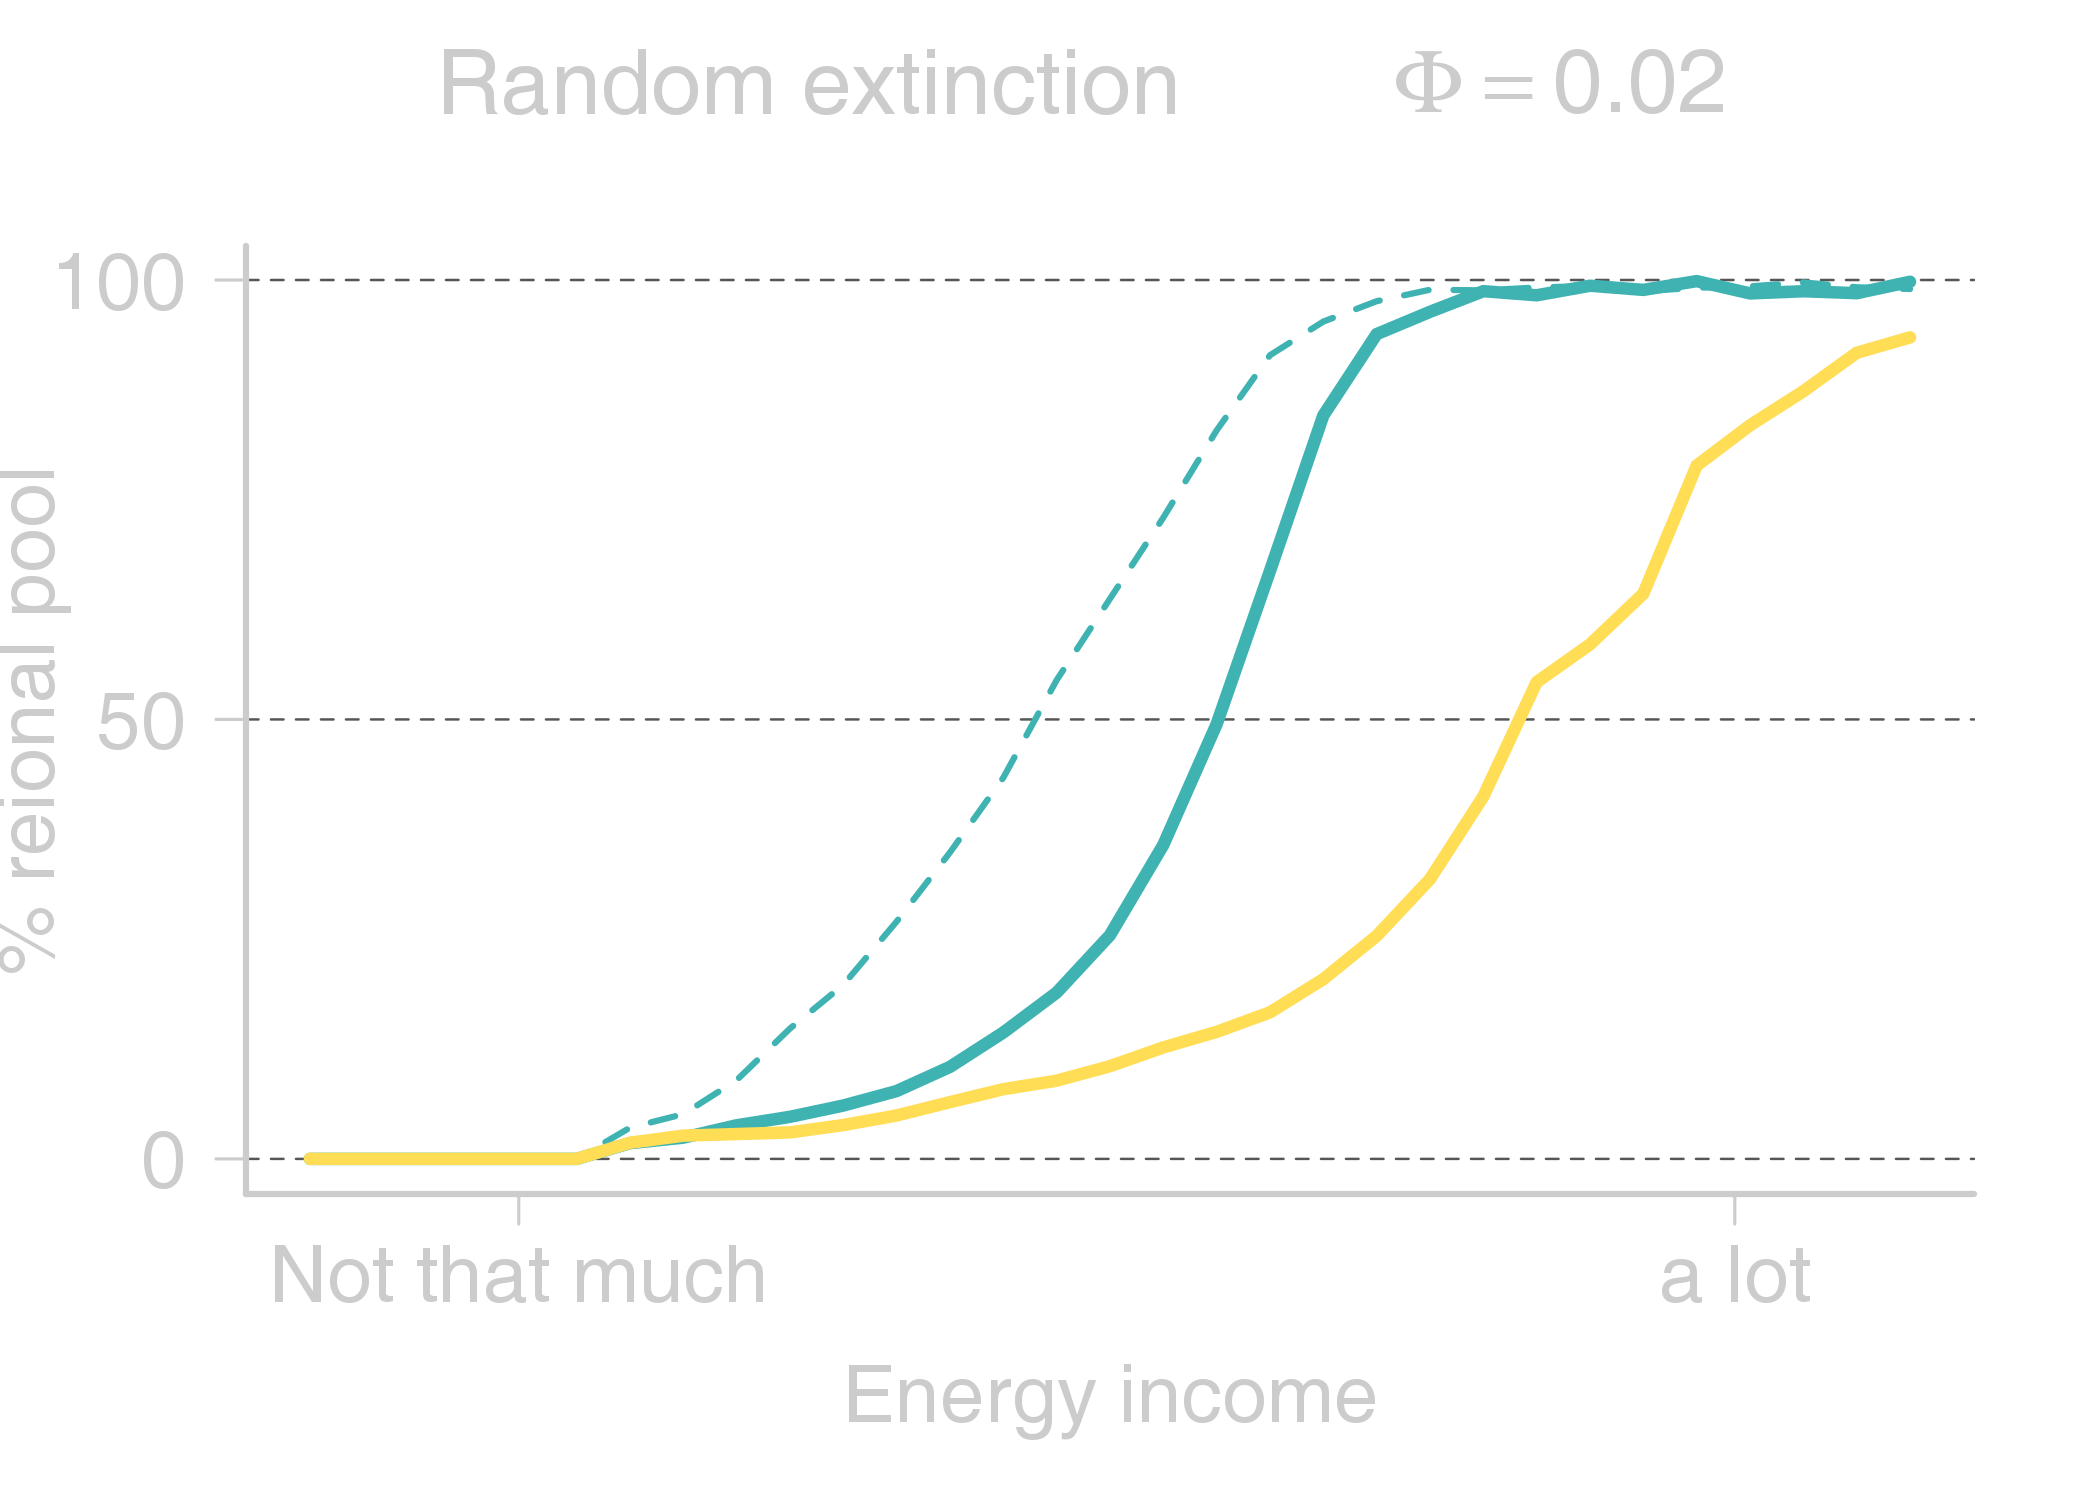 Random extinction Φ = 0.02
% reional pool
100
50
0
Not that much a lot
Energy income